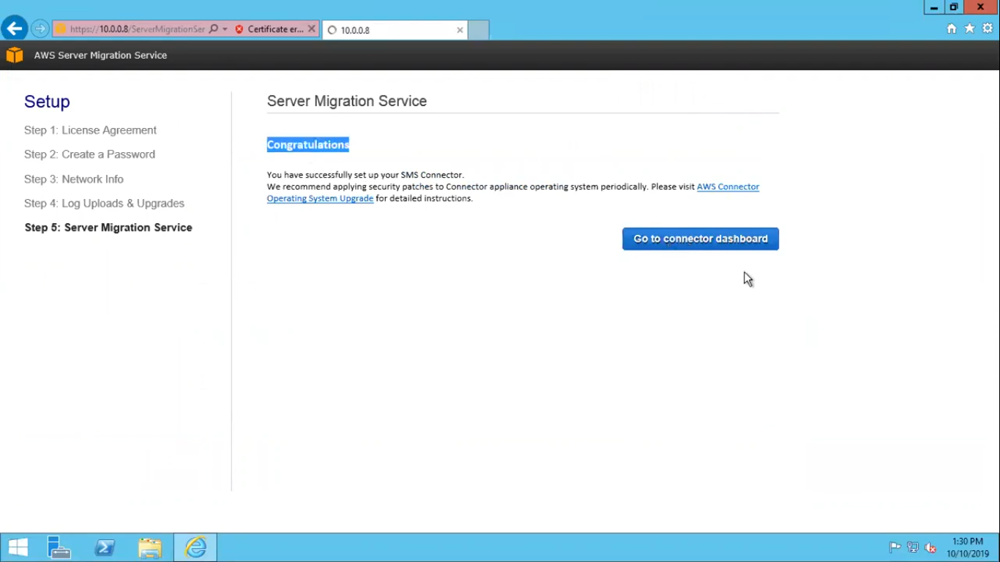 https://10.0.0.8/ServerMigrationSer
Certificate er...
10.0.0.8
AWS Server Migration Service
Setup
Step 1: License Agreement
Step 2: Create a Password
Step 3: Network Info
Step 4: Log Uploads & Upgrades
Step 5: Server Migration Service
Server Migration Service
Congratulations
You have successfully set up your SMS Connector.
We recommend applying security patches to Connector appliance operating system periodically. Please visit AWS Connector
Operating System Upgrade for detailed instructions.
Go to connector dashboard
1:30 PM
10/10/2019